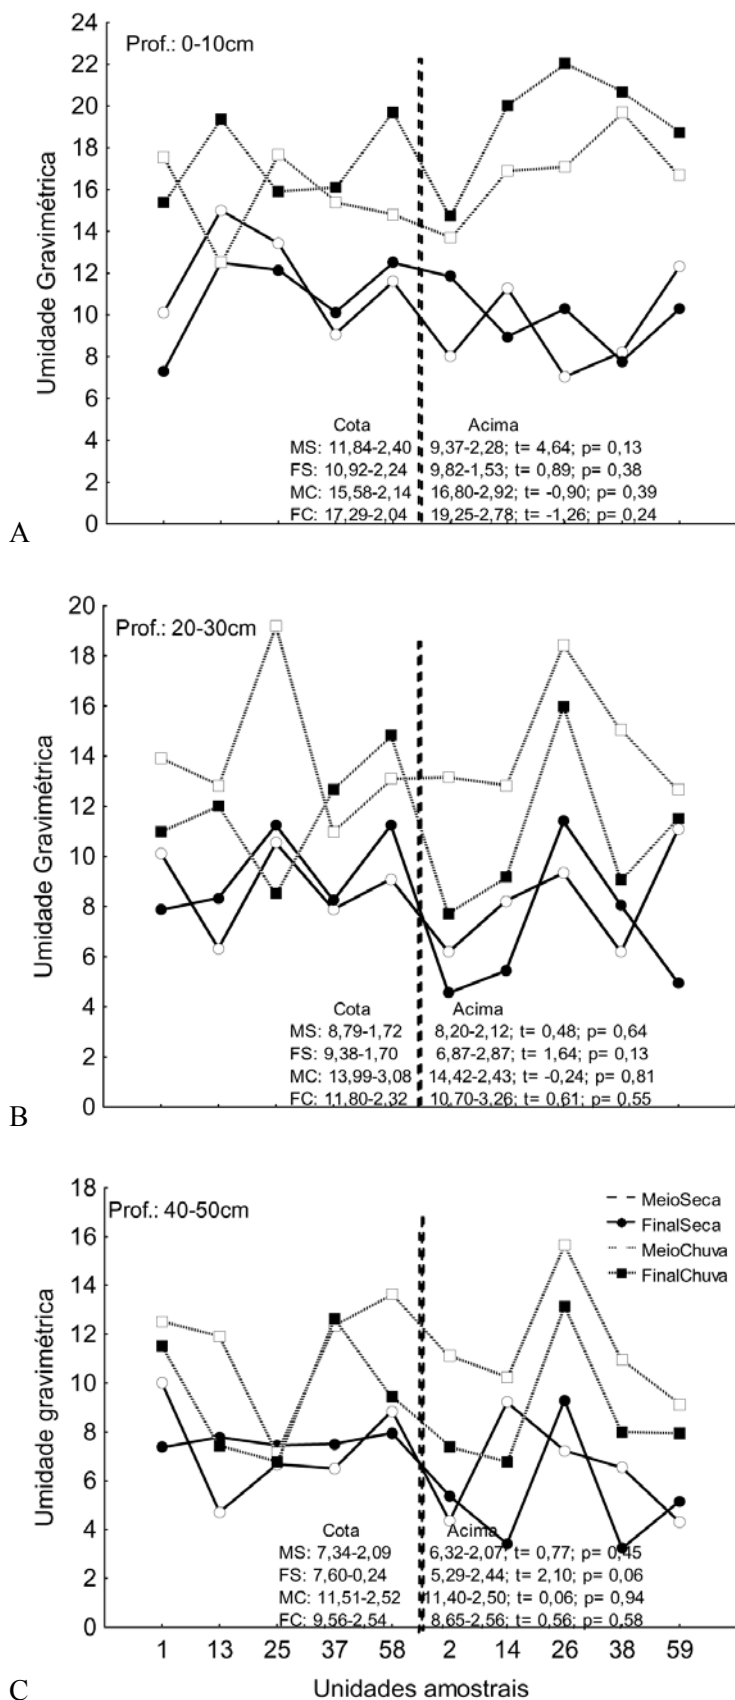 24
Prof.: 0-10cm
22
20
18
16
14
12
10
8
6
4
2
0
Umidade Gravimétrica
Cota Acima
MS: 11,84-2,40 9,37-2,28; t= 4,64; p= 0,13
FS: 10,92-2,24 9,82-1,53; t= 0,89; p= 0,38
MC: 15,58-2,14 16,80-2,92; t= -0,90; p= 0,39
FC: 17,29-2,04 19,25-2,78; t= -1,26; p= 0,24
A
20
Prof.: 20-30cm
18
16
14
12
10
8
6
4
2
0
Umidade Gravimétrica
Cota Acima
MS: 8,79-1,72 8,20-2,12; t= 0,48; p= 0,64
FS: 9,38-1,70 6,87-2,87; t= 1,64; p= 0,13
MC: 13,99-3,08 14,42-2,43; t= -0,24; p= 0,81
FC: 11,80-2,32 10,70-3,26; t= 0,61; p= 0,55
B
18
Prof.: 40-50cm
16
14
12
10
8
6
4
2
0
Umidade gravimétrica
MeioSeca
FinalSeca
MeioChuva
FinalChuva
Cota Acima
MS: 7,34-2,09 6,32-2,07; t= 0,77; p= 0,45
FS: 7,60-0,24 5,29-2,44; t= 2,10; p= 0,06
MC: 11,51-2,52 11,40-2,50; t= 0,06; p= 0,94
FC: 9,56-2,54 8,65-2,56; t= 0,56; p= 0,58
1 13 25 37 58 2 14 26 38 59
Unidades amostrais
C